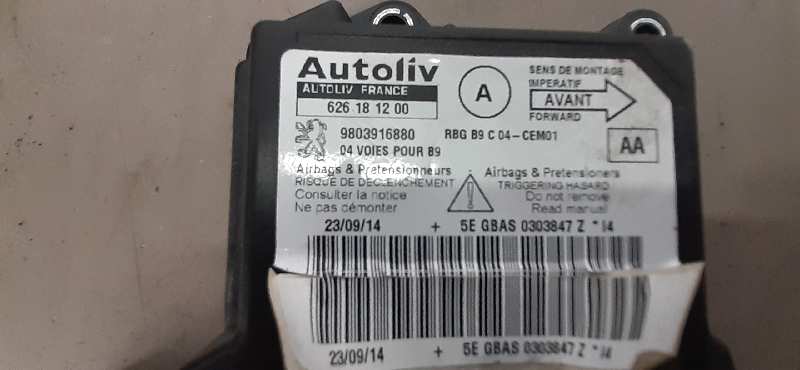 Autoliv
AUTOLIV FRANCE
626 18 12 00
A
SENS DE MONTAGE
IMPERATIF
AVANT
FORWARD
9803916880 RBG B9 C 04-CEM01
04 VOIES POUR B9
AA
Airbags & Pretensionneurs
RISQUE DE DECLENCHEMENT
Consulter la notice
Ne pas démonter
Airbags & Pretensioners
TRIGGERING HASARD
Do not remove
Read manual
23/09/14 + 5E GBAS 0303847 Z *14
23/09/14 + 5E GBAS 0303847 Z *14